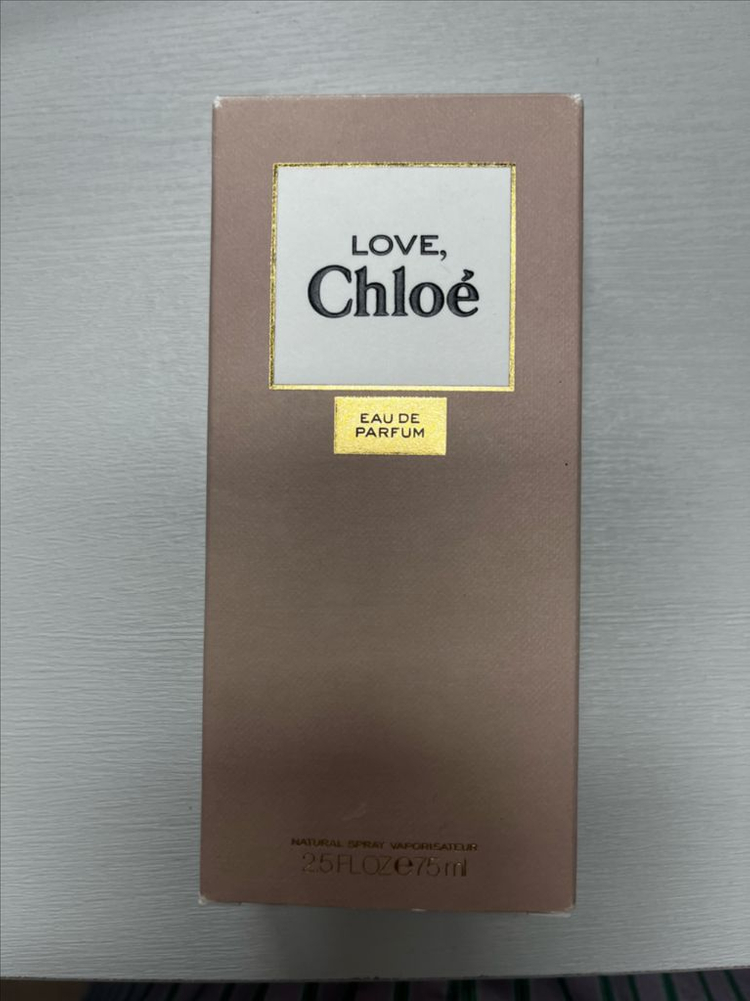 LOVE,
Chloé
EAU DE
PARFUM
NATURAL SPRAY VAPORISATEUR
2.5 FL OZ ℮ 75 ml